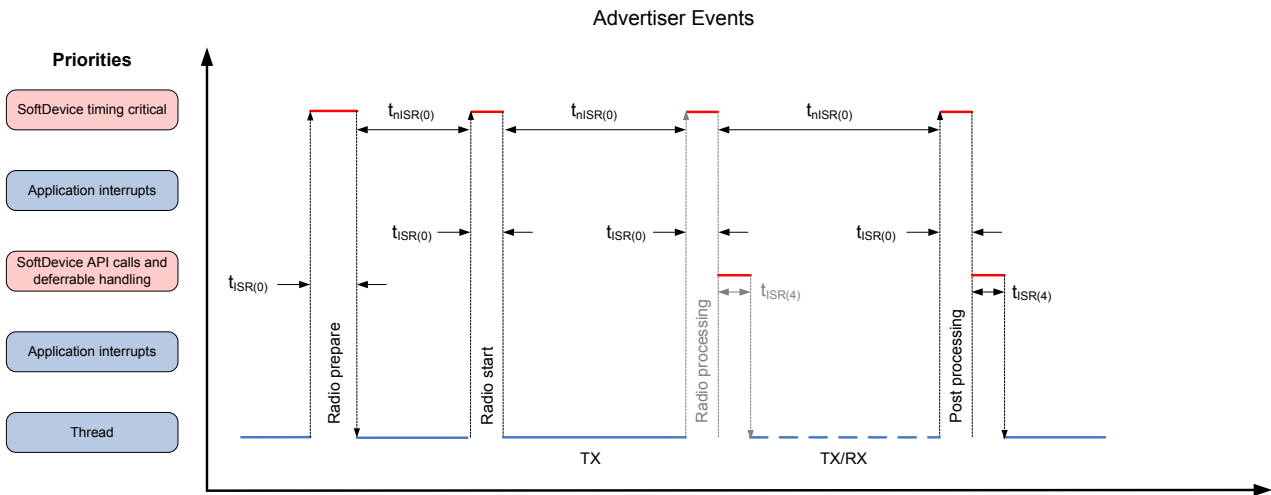 Advertiser Events
Priorities
SoftDevice timing critical
Application interrupts
SoftDevice API calls and
deferrable handling
Application interrupts
Thread
tnISR(0)
tnISR(0)
tnISR(0)
tISR(0)
tISR(0)
tISR(0)
tISR(0)
tISR(4)
tISR(4)
Radio prepare
Radio start
Radio processing
Post processing
TX
TX/RX